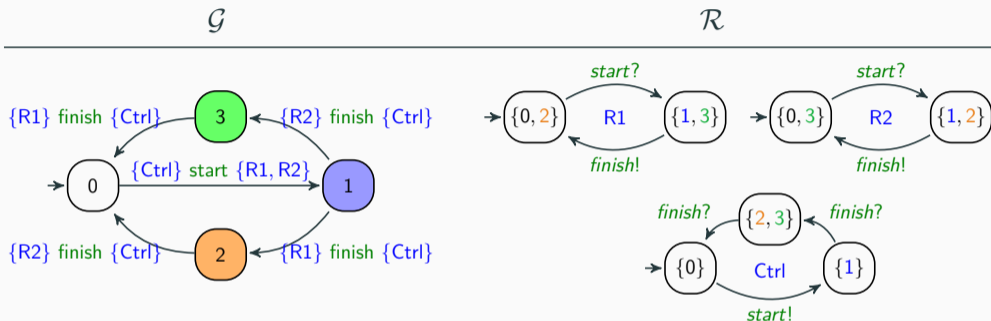 𝒢
ℛ
{R1} finish {Ctrl}
3
{R2} finish {Ctrl}
0
{Ctrl} start {R1, R2}
1
{R2} finish {Ctrl}
2
{R1} finish {Ctrl}
start?
{0, 2}
R1
{1, 3}
finish!
start?
{0, 3}
R2
{1, 2}
finish!
finish?
{2, 3}
finish?
{0}
Ctrl
{1}
start!